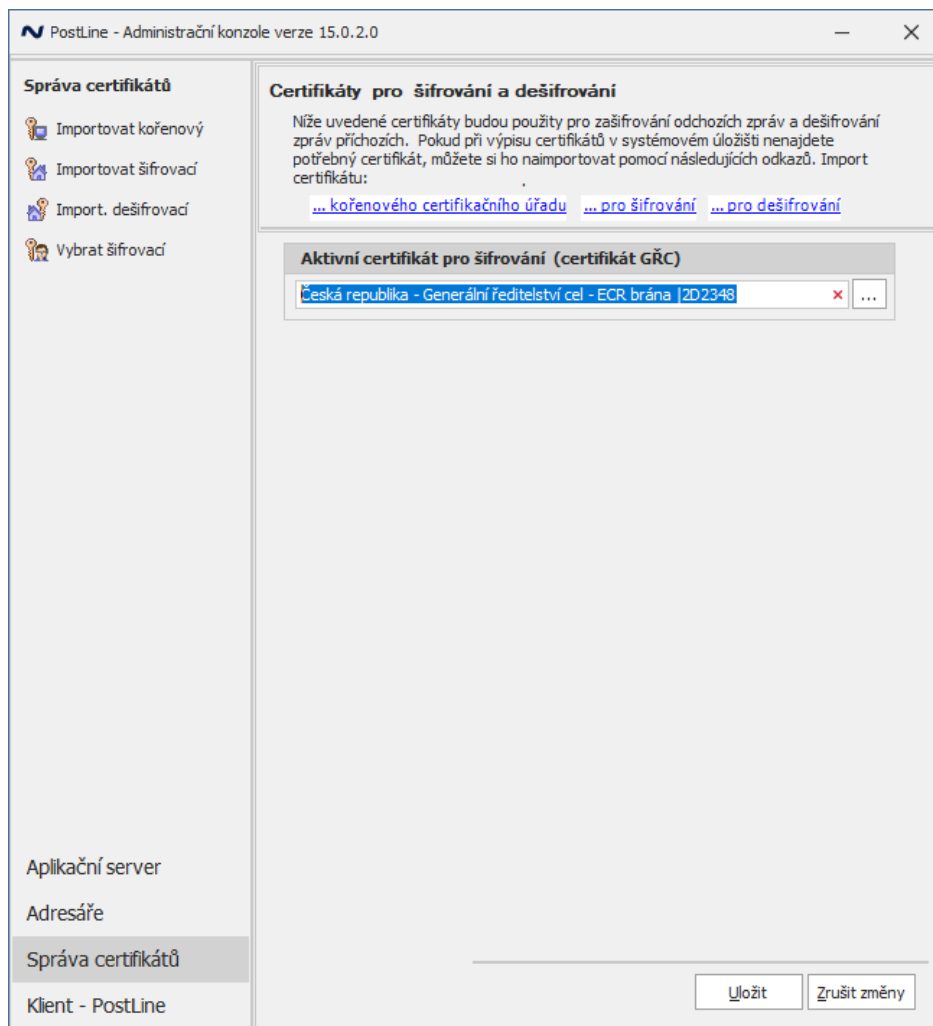 PostLine - Administrační konzole verze 15.0.2.0
Správa certifikátů
Importovat kořenový
Importovat šifrovací
Import. dešifrovací
Vybrat šifrovací
Certifikáty pro šifrování a dešifrování
Níže uvedené certifikáty budou použity pro zašifrování odchozích zpráv a dešifrování
zpráv příchozích. Pokud při výpisu certifikátů v systémovém úložišti nenajdete
potřebný certifikát, můžete si ho naimportovat pomocí následujících odkazů. Import
certifikátu:
... kořenového certifikačního úřadu ... pro šifrování ... pro dešifrování
Aktivní certifikát pro šifrování (certifikát GŘC)
Česká republika - Generální ředitelství cel - ECR brána |2D2348
...
Aplikační server
Adresáře
Správa certifikátů
Klient - PostLine
Uložit
Zrušit změny